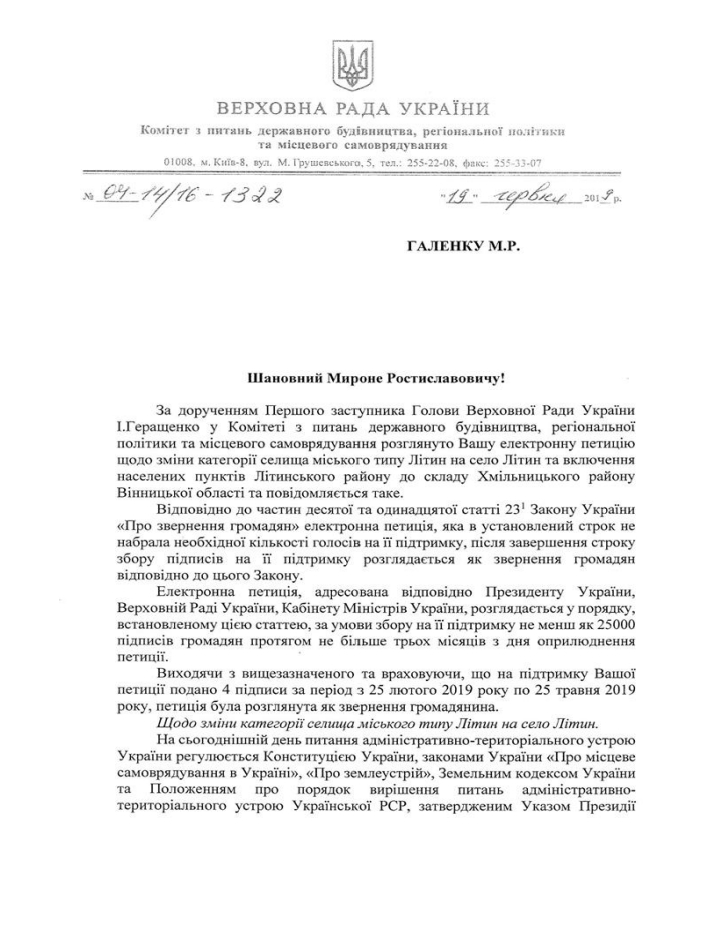 ВЕРХОВНА РАДА УКРАЇНИ
Комітет з питань державного будівництва, регіональної політики
та місцевого самоврядування
01008, м. Київ-8, вул. М. Грушевського, 5, тел.: 255-22-08, факс: 255-33-07
№ 04-14/16-1322 "19" червня 2019 р.
ГАЛЕНКУ М.Р.
Шановний Мироне Ростиславовичу!
За дорученням Першого заступника Голови Верховної Ради України
І.Геращенко у Комітеті з питань державного будівництва, регіональної
політики та місцевого самоврядування розглянуто Вашу електронну петицію
щодо зміни категорії селища міського типу Літин на село Літин та включення
населених пунктів Літинського району до складу Хмільницького району
Вінницької області та повідомляється таке.
Відповідно до частин десятої та одинадцятої статті 23¹ Закону України
«Про звернення громадян» електронна петиція, яка в установлений строк не
набрала необхідної кількості голосів на її підтримку, після завершення строку
збору підписів на її підтримку розглядається як звернення громадян
відповідно до цього Закону.
Електронна петиція, адресована відповідно Президенту України,
Верховній Раді України, Кабінету Міністрів України, розглядається у порядку,
встановленому цією статтею, за умови збору на її підтримку не менш як 25000
підписів громадян протягом не більше трьох місяців з дня оприлюднення
петиції.
Виходячи з вищезазначеного та враховуючи, що на підтримку Вашої
петиції подано 4 підписи за період з 25 лютого 2019 року по 25 травня 2019
року, петиція була розглянута як звернення громадянина.
Щодо зміни категорії селища міського типу Літин на село Літин.
На сьогоднішній день питання адміністративно-територіального устрою
України регулюється Конституцією України, законами України «Про місцеве
самоврядування в Україні», «Про землеустрій», Земельним кодексом України
та Положенням про порядок вирішення питань адміністративно-
територіального устрою Української РСР, затвердженим Указом Президії